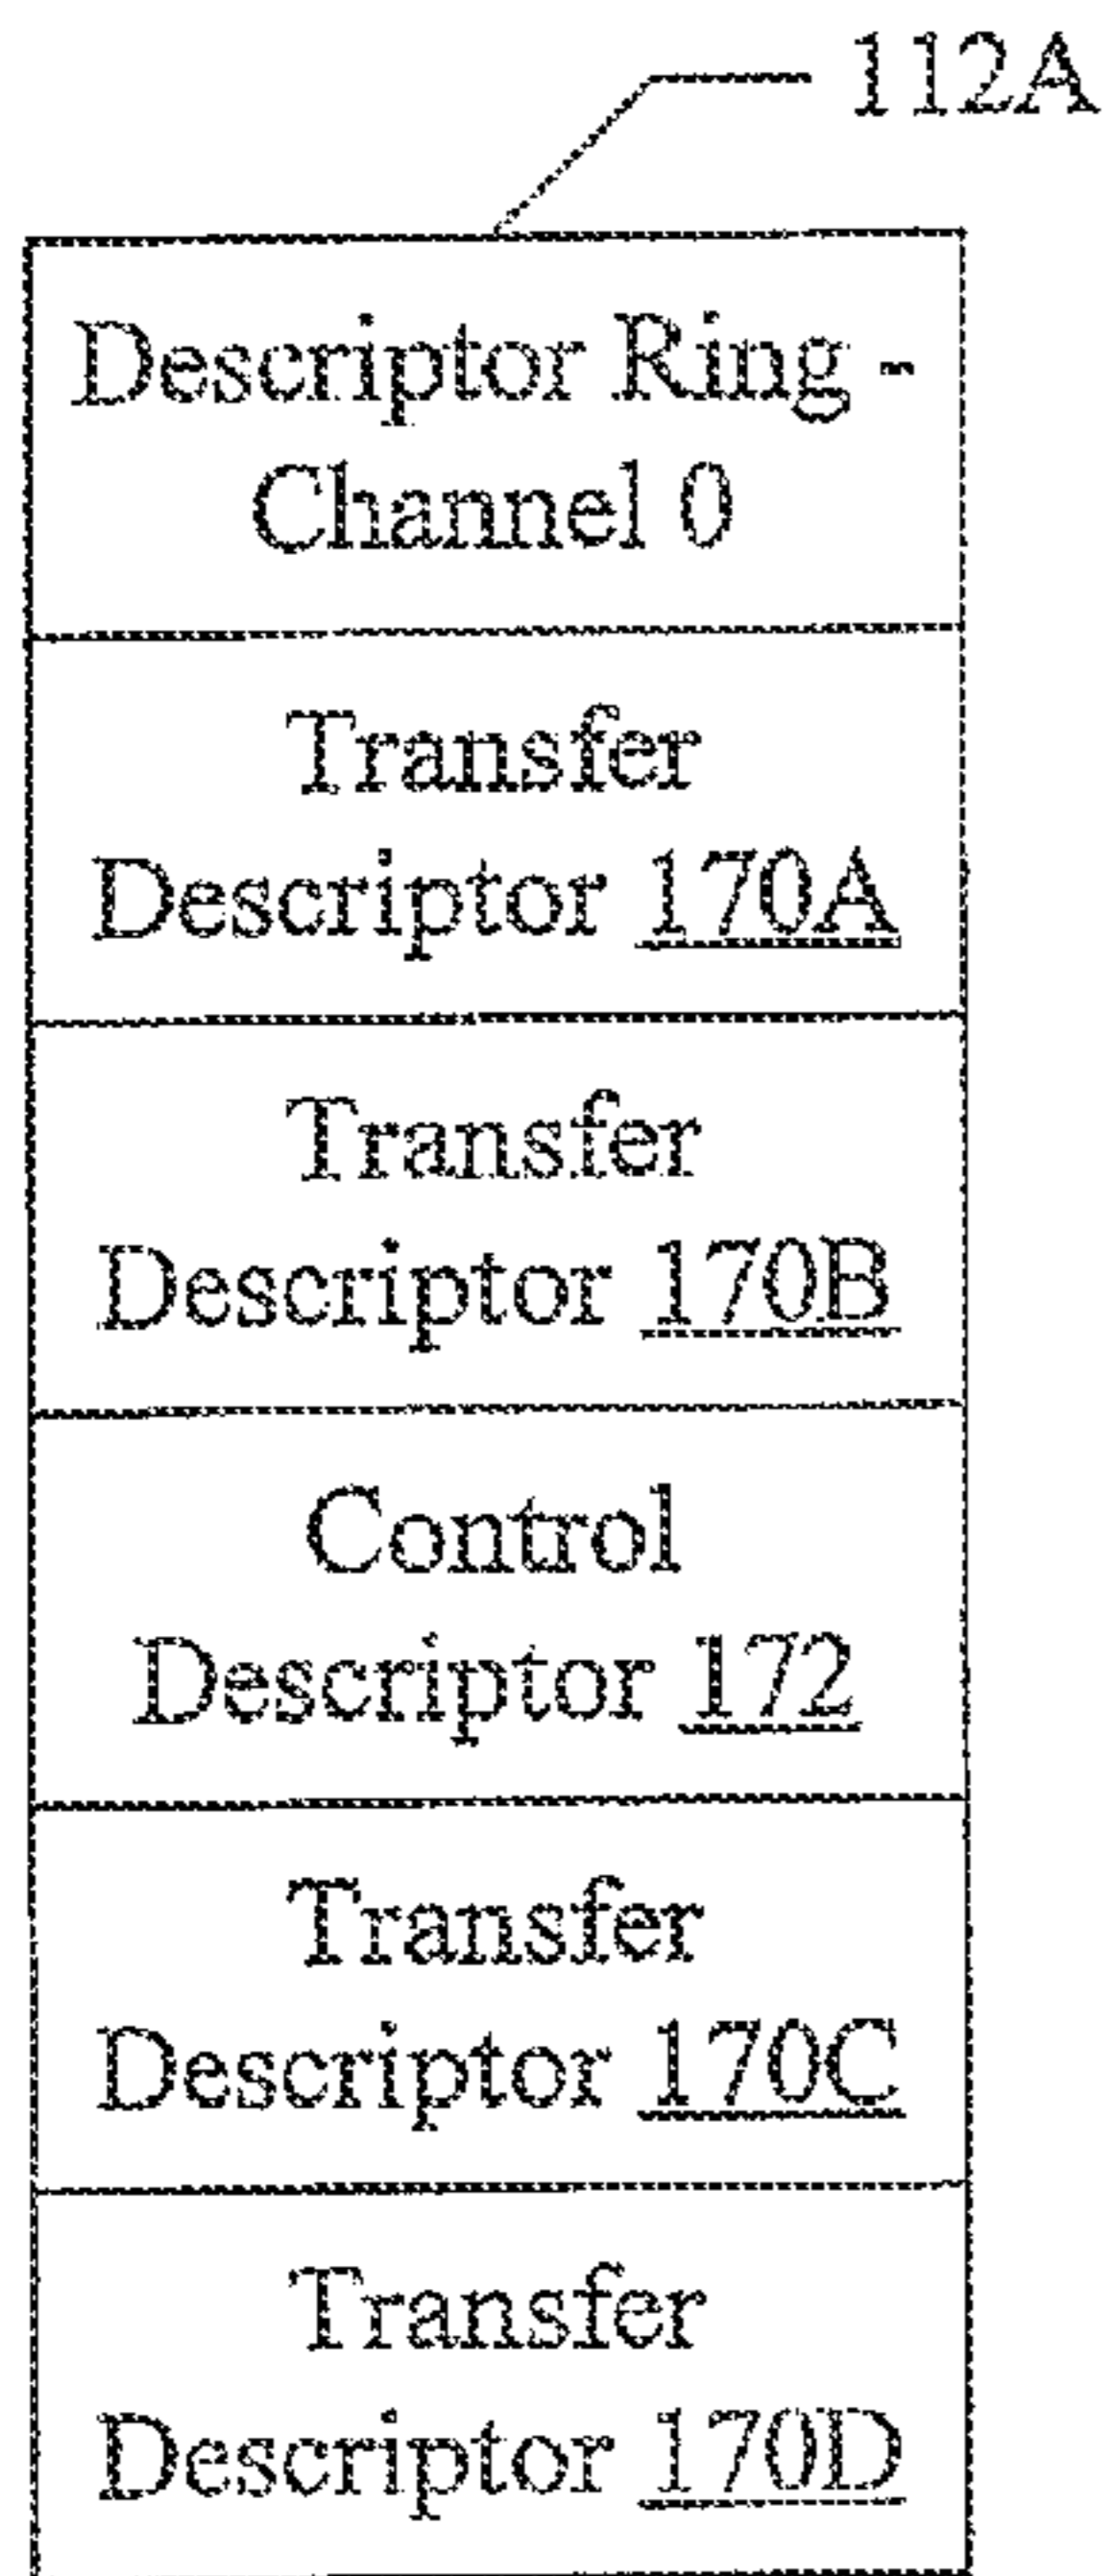 112A
Descriptor Ring -
Channel 0
Transfer
Descriptor 170A
Transfer
Descriptor 170B
Control
Descriptor 172
Transfer
Descriptor 170C
Transfer
Descriptor 170D